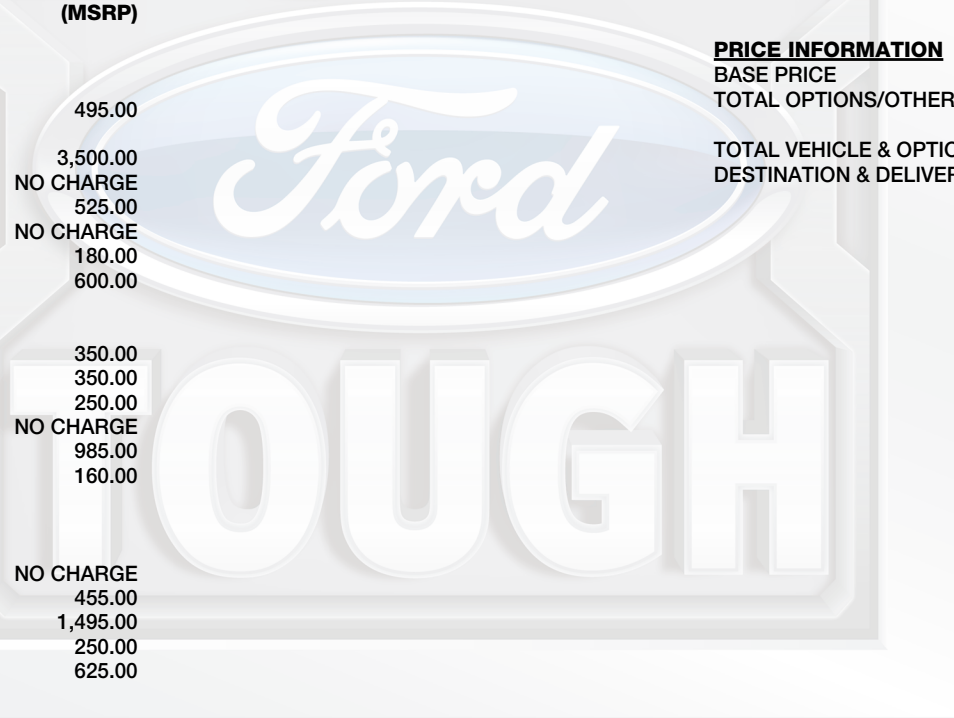 (MSRP)
495.00
3,500.00
NO CHARGE
525.00
NO CHARGE
180.00
600.00
350.00
350.00
250.00
NO CHARGE
985.00
160.00
NO CHARGE
455.00
1,495.00
250.00
625.00
PRICE INFORMATION
BASE PRICE
TOTAL OPTIONS/OTHER
TOTAL VEHICLE & OPTIO
DESTINATION & DELIVER
Ford
TOUGH